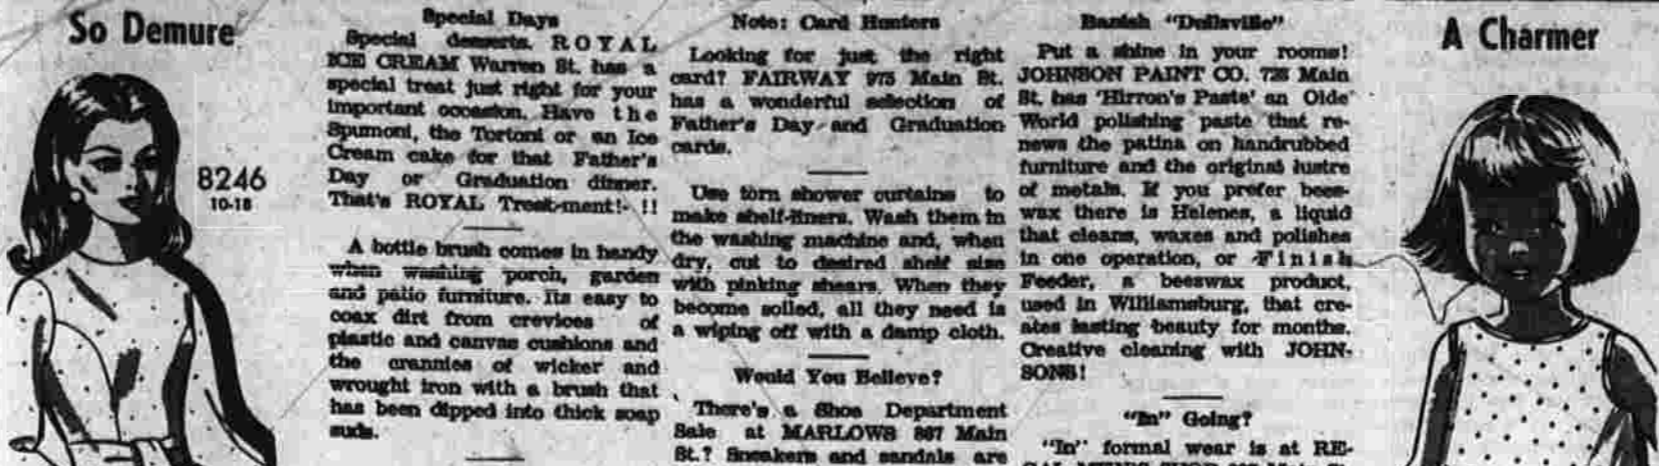 So Demure
8246
10-18
Special Days
Special desserts. ROYAL
ICE CREAM Warren St. has a
special treat just right for your
important occasion. Have the
Spumoni, the Tortoni or an Ice
Cream cake for that Father's
Day or Graduation dinner.
That's ROYAL Treat-ment!- !!
A bottle brush comes in handy
when washing porch, garden
and patio furniture. Its easy to
coax dirt from crevices of
plastic and canvas cushions and
the crannies of wicker and
wrought iron with a brush that
has been dipped into thick soap
suds.
Note: Card Hunters
Looking for just the right
card? FAIRWAY 975 Main St.
has a wonderful selection of
Father's Day and Graduation
cards.
Use torn shower curtains to
make shelf-liners. Wash them in
the washing machine and, when
dry, cut to desired shelf size
with pinking shears. When they
become soiled, all they need is
a wiping off with a damp cloth.
Would You Believe?
There's a Shoe Department
Sale at MARLOWS 867 Main
St.? Sneakers and sandals are
Banish "Dullsville"
Put a shine in your rooms!
JOHNSON PAINT CO. 723 Main
St. has 'Hirron's Paste' an Olde
World polishing paste that re-
news the patina on handrubbed
furniture and the original lustre
of metals. If you prefer bees-
wax there is Helenes, a liquid
that cleans, waxes and polishes
in one operation, or Finish
Feeder, a beeswax product,
used in Williamsburg, that cre-
ates lasting beauty for months.
Creative cleaning with JOHN-
SONS!
"In" Going?
"In" formal wear is at RE-
A Charmer